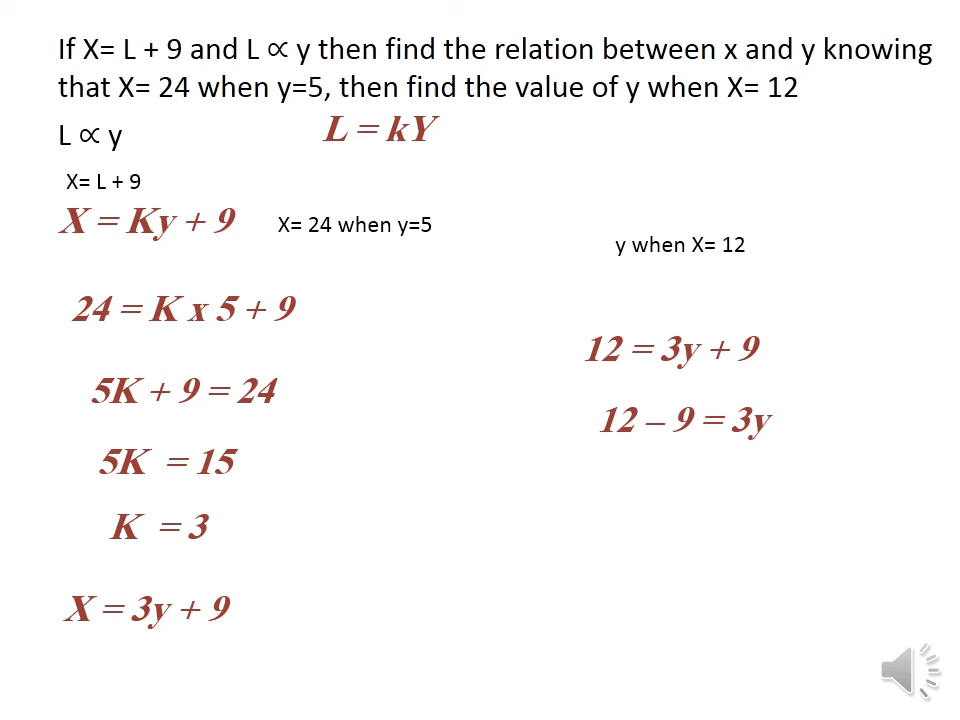 If X= L + 9 and L ∝ y then find the relation between x and y knowing
that X= 24 when y=5, then find the value of y when X= 12
L ∝ y
L = kY
X= L + 9
X = Ky + 9
X= 24 when y=5
y when X= 12
24 = K x 5 + 9
5K + 9 = 24
5K = 15
K = 3
X = 3y + 9
12 = 3y + 9
12 – 9 = 3y